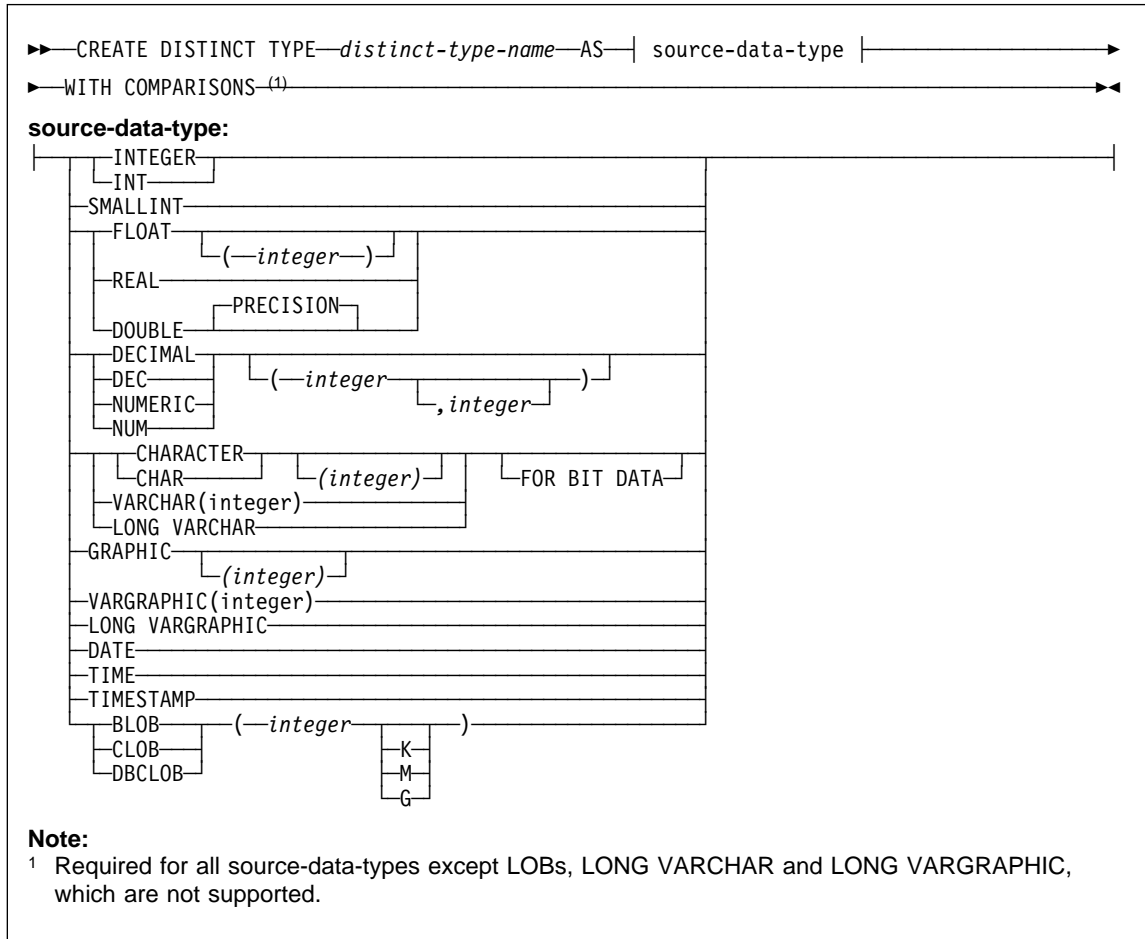 CREATE DISTINCT TYPE distinct-type-name AS source-data-type
WITH COMPARISONS (1)
source-data-type:
INTEGER
INT
SMALLINT
FLOAT
( integer )
REAL
PRECISION
DOUBLE
DECIMAL
DEC ( integer )
NUMERIC ,integer
NUM
CHARACTER
CHAR (integer) FOR BIT DATA
VARCHAR(integer)
LONG VARCHAR
GRAPHIC
(integer)
VARGRAPHIC(integer)
LONG VARGRAPHIC
DATE
TIME
TIMESTAMP
BLOB ( integer )
CLOB K
DBCLOB M
G
Note:
1 Required for all source-data-types except LOBs, LONG VARCHAR and LONG VARGRAPHIC,
which are not supported.